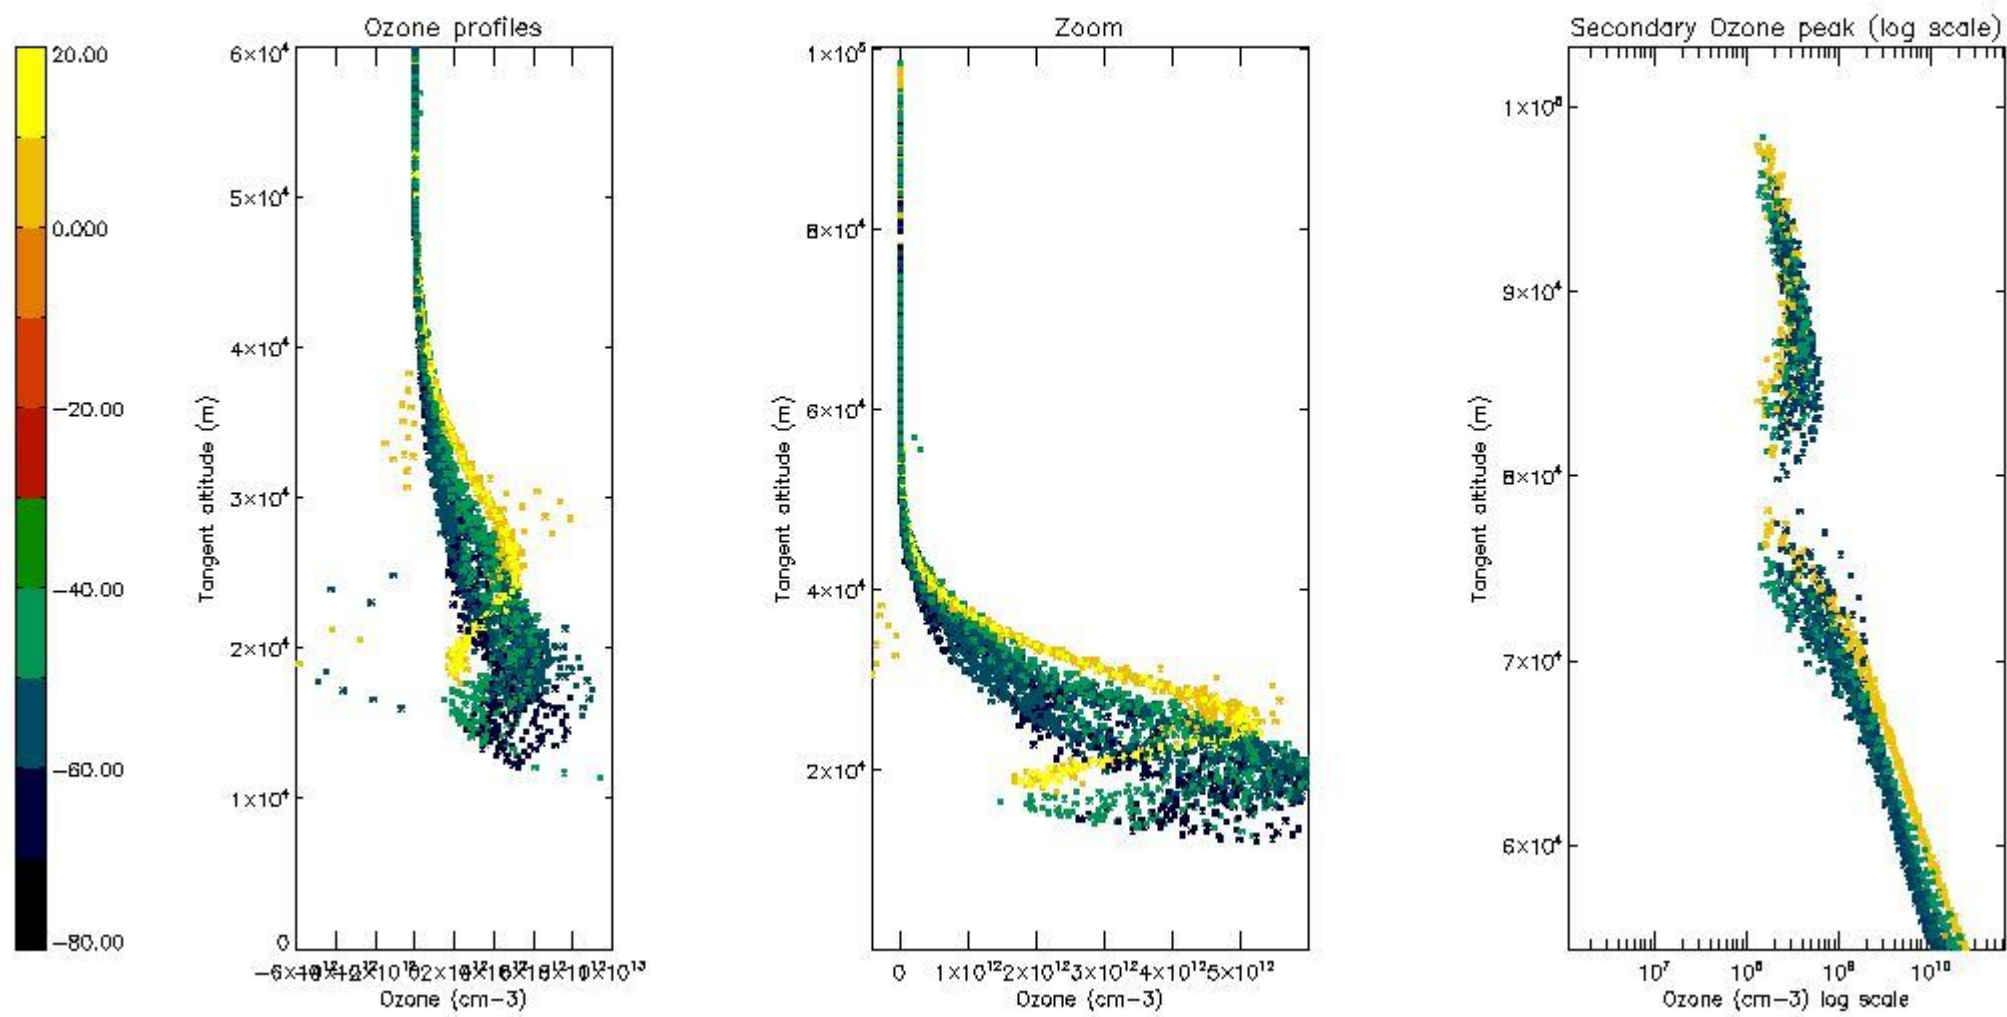 Ozone profiles
Zoom
Secondary Ozone peak (log scale)
20.00
0.000
−20.00
−40.00
−60.00
−80.00
6×10⁴
5×10⁴
4×10⁴
3×10⁴
2×10⁴
1×10⁴
0
Tangent altitude (m)
Ozone (cm−3)
1×10⁵
8×10⁴
6×10⁴
4×10⁴
2×10⁴
Tangent altitude (m)
0 1×10¹² 2×10¹² 3×10¹² 4×10¹² 5×10¹²
Ozone (cm−3)
9×10⁴
8×10⁴
7×10⁴
6×10⁴
Tangent altitude (m)
10⁷ 10⁸ 10⁹ 10¹⁰
Ozone (cm−3) log scale